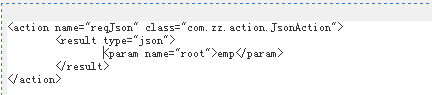 <action name="reqJson" class="com.zz.action.JsonAction">
<result type="json">
<param name="root">emp</param>
</result>
</action>